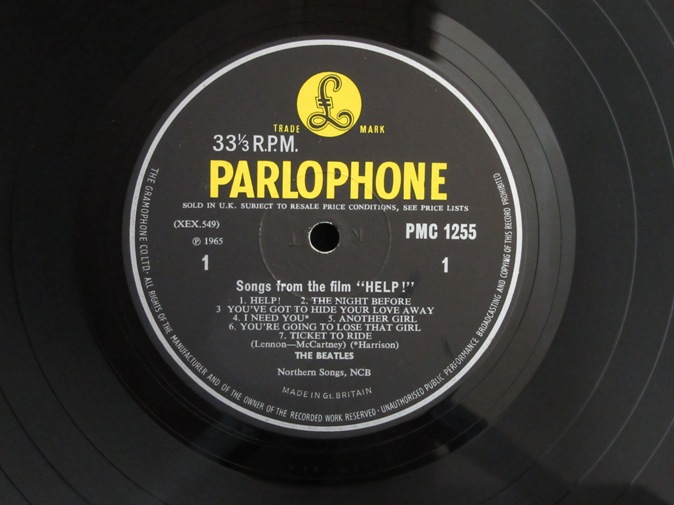 £
TRADE MARK
33⅓ R.P.M.
PARLOPHONE
SOLD IN U.K. SUBJECT TO RESALE PRICE CONDITIONS, SEE PRICE LISTS
(XEX.549)
PMC 1255
℗ 1965
1
1
Songs from the film "HELP!"
1. HELP! 2. THE NIGHT BEFORE
3 YOU'VE GOT TO HIDE YOUR LOVE AWAY
4. I NEED YOU* 5. ANOTHER GIRL
6. YOU'RE GOING TO LOSE THAT GIRL
7. TICKET TO RIDE
(Lennon—McCartney) (*Harrison)
THE BEATLES
Northern Songs, NCB
MADE IN Gt. BRITAIN
THE GRAMOPHONE CO. LTD. · ALL RIGHTS OF THE MANUFACTURER AND OF THE OWNER OF THE RECORDED WORK RESERVED · UNAUTHORISED PUBLIC PERFORMANCE BROADCASTING AND COPYING OF THIS RECORD PROHIBITED